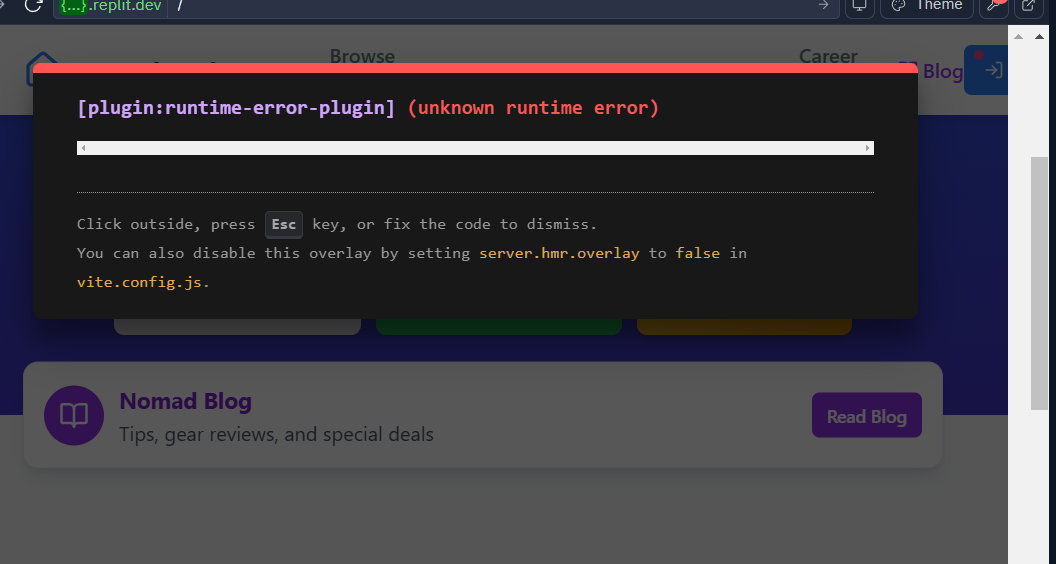 {...}.replit.dev /
Theme
Browse
Career
Blog
[plugin:runtime-error-plugin] (unknown runtime error)
Click outside, press Esc key, or fix the code to dismiss.
You can also disable this overlay by setting server.hmr.overlay to false in
vite.config.js.
Nomad Blog
Tips, gear reviews, and special deals
Read Blog